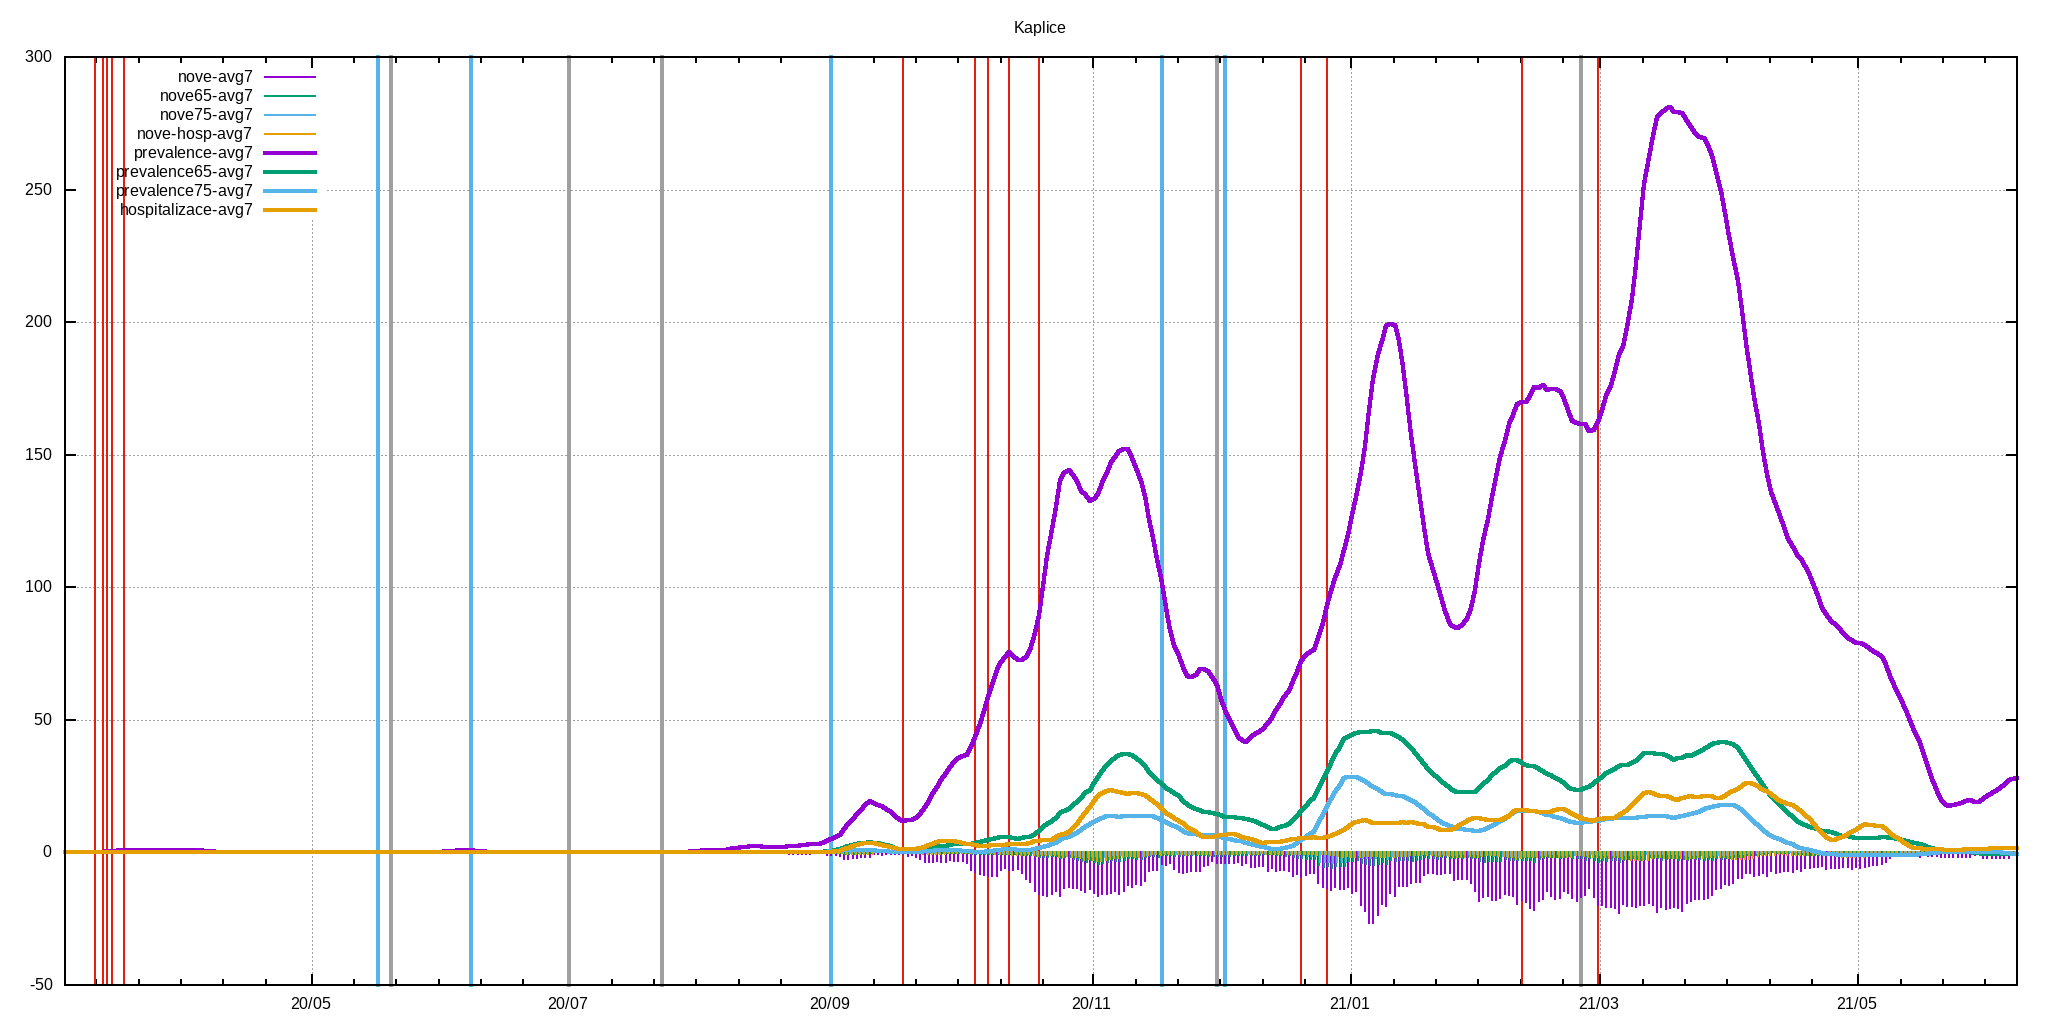 Kaplice
300
250
200
150
100
50
0
-50
nove-avg7
nove65-avg7
nove75-avg7
nove-hosp-avg7
prevalence-avg7
prevalence65-avg7
prevalence75-avg7
hospitalizace-avg7
20/05 20/07 20/09 20/11 21/01 21/03 21/05